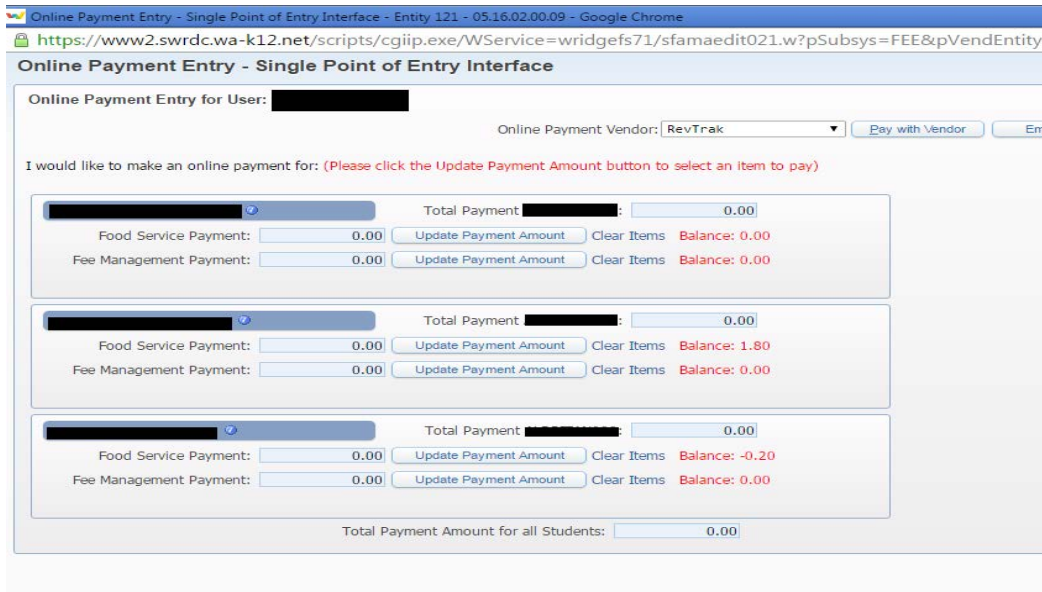 Online Payment Entry - Single Point of Entry Interface - Entity 121 - 05.16.02.00.09 - Google Chrome
https://www2.swrdc.wa-k12.net/scripts/cgiip.exe/WService=wridgefs71/sfamaedit021.w?pSubsys=FEE&pVendEntity
Online Payment Entry - Single Point of Entry Interface
Online Payment Entry for User:
Online Payment Vendor: RevTrak Pay with Vendor Em
I would like to make an online payment for: (Please click the Update Payment Amount button to select an item to pay)
Total Payment : 0.00
Food Service Payment: 0.00 Update Payment Amount Clear Items Balance: 0.00
Fee Management Payment: 0.00 Update Payment Amount Clear Items Balance: 0.00
Total Payment : 0.00
Food Service Payment: 0.00 Update Payment Amount Clear Items Balance: 1.80
Fee Management Payment: 0.00 Update Payment Amount Clear Items Balance: 0.00
Total Payment : 0.00
Food Service Payment: 0.00 Update Payment Amount Clear Items Balance: -0.20
Fee Management Payment: 0.00 Update Payment Amount Clear Items Balance: 0.00
Total Payment Amount for all Students: 0.00